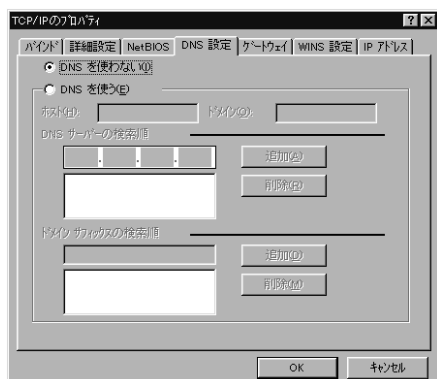 TCP/IPのプロパティ
バインド 詳細設定 NetBIOS DNS 設定 ゲートウェイ WINS 設定 IP アドレス
DNS を使わない(I)
DNS を使う(E)
ホスト(H): ドメイン(O):
DNS サーバーの検索順
追加(A)
削除(R)
ドメイン サフィックスの検索順
追加(D)
削除(M)
OK キャンセル